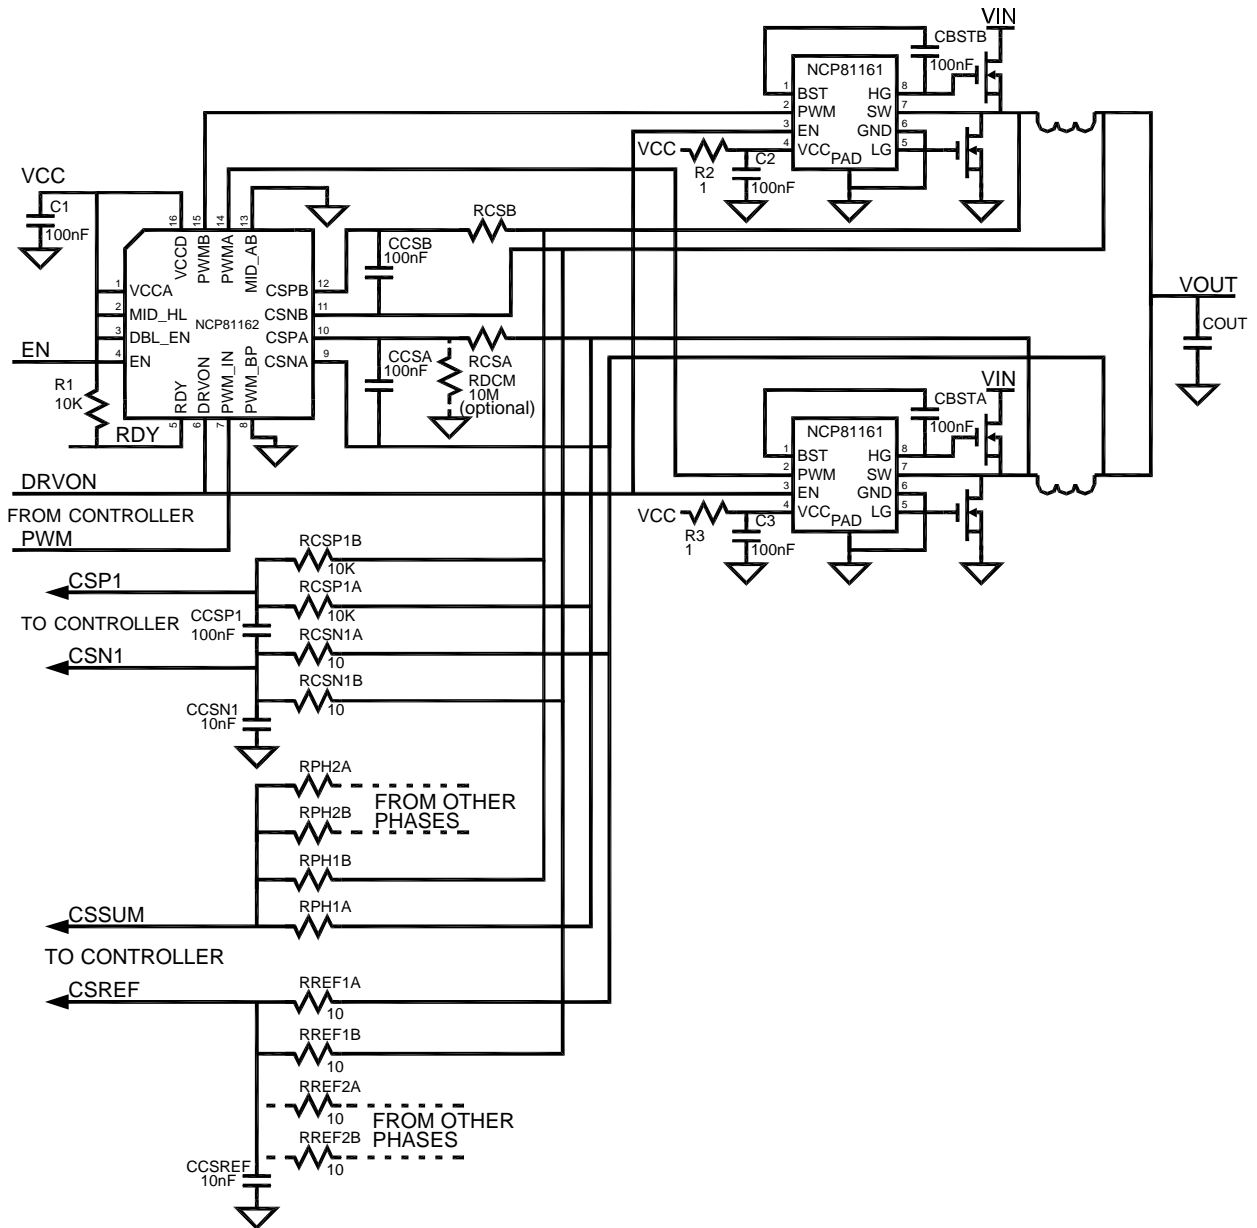 VIN
CBSTB
100nF
NCP81161
1 BST HG 8
2 PWM SW 7
3 EN GND 6
4 VCC PAD LG 5
VCC
R2
1
C2
100nF
VCC
C1
100nF
16 15 14 13
VCCD PWMB PWMA MID_AB
1 VCCA CSPB 12
2 MID_HL CSNB 11
3 DBL_EN CSPA 10
4 EN CSNA 9
NCP81162
RDY DRVON PWM_IN PWM_BP
5 6 7 8
RCSB
CCSB
100nF
CCSA
100nF
RCSA
RDCM
10M
(optional)
VOUT
COUT
EN
R1
10K
RDY
VIN
CBSTA
100nF
NCP81161
1 BST HG 8
2 PWM SW 7
3 EN GND 6
4 VCC PAD LG 5
VCC
R3
1
C3
100nF
DRVON
FROM CONTROLLER
PWM
RCSP1B
10K
CSP1
RCSP1A
10K
TO CONTROLLER
CCSP1
100nF
RCSN1A
10
CSN1
RCSN1B
10
CCSN1
10nF
RPH2A
FROM OTHER
PHASES
RPH2B
RPH1B
CSSUM
RPH1A
TO CONTROLLER
CSREF
RREF1A
10
RREF1B
10
RREF2A
10
FROM OTHER
PHASES
RREF2B
10
CCSREF
10nF